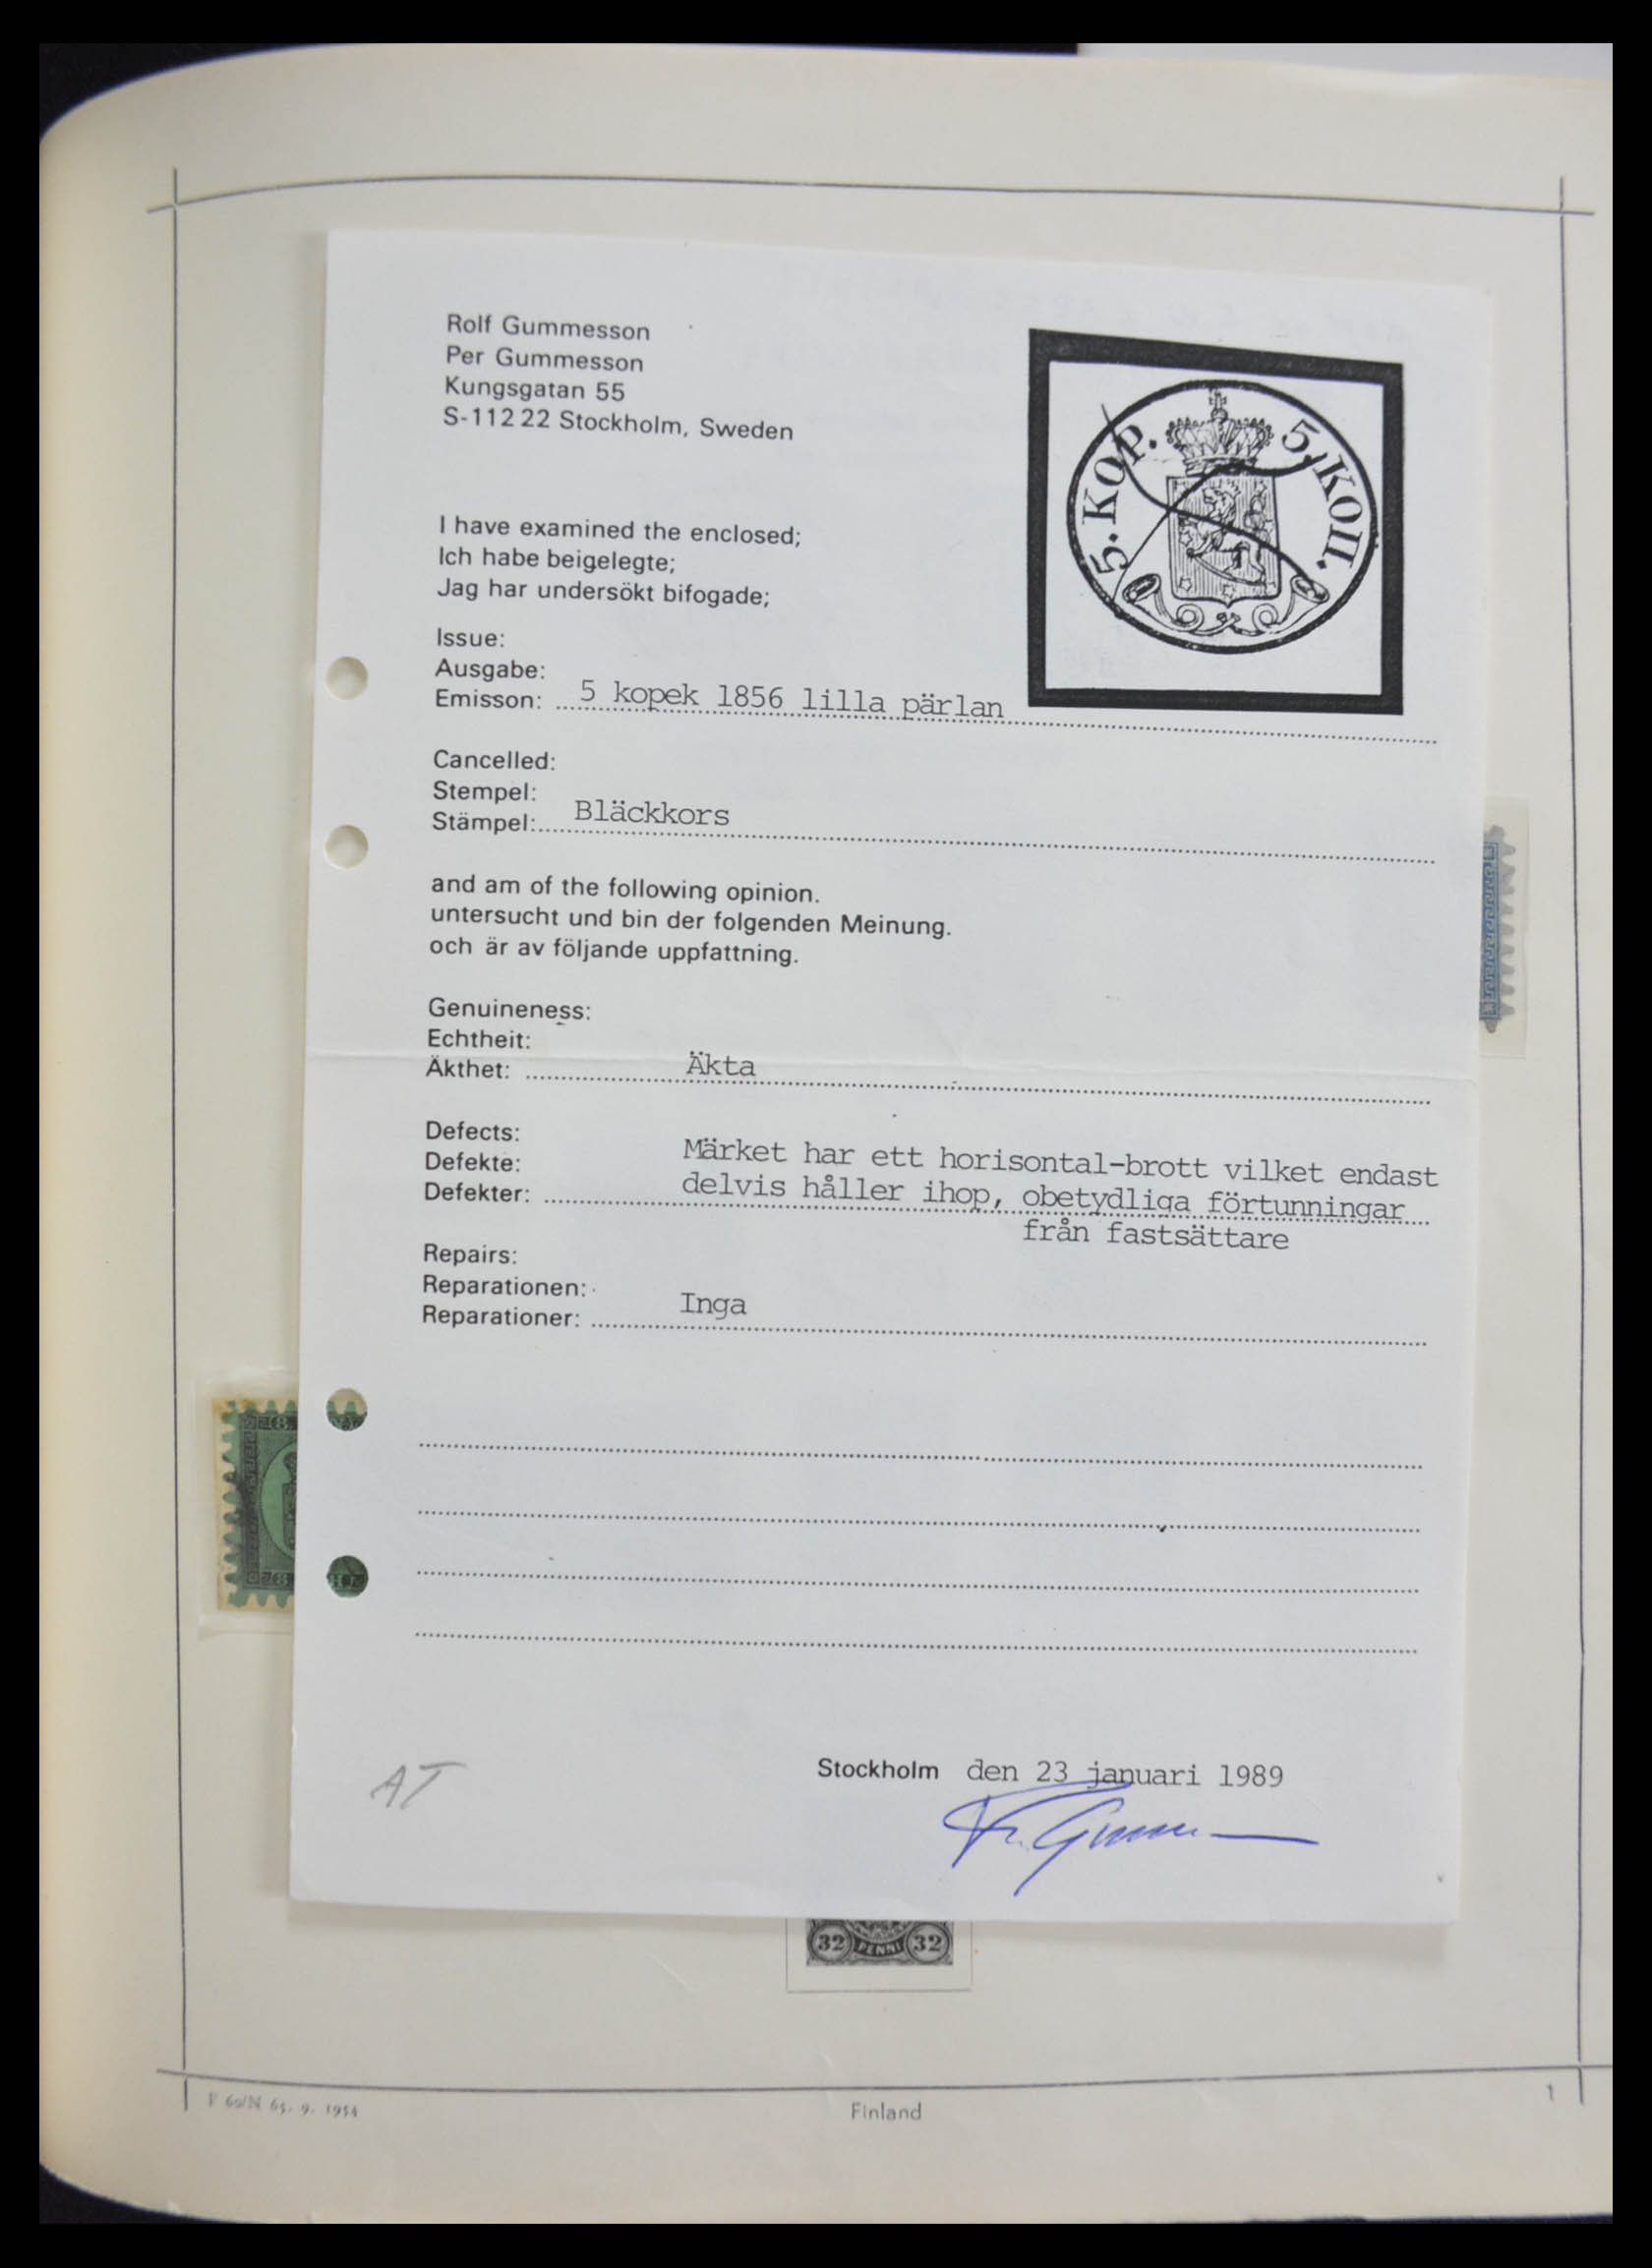 Rolf Gummesson
Per Gummesson
Kungsgatan 55
S-112 22 Stockholm, Sweden
5. KOP. 5. КОП.
I have examined the enclosed;
Ich habe beigelegte;
Jag har undersökt bifogade;
Issue:
Ausgabe:
Emisson: 5 kopek 1856 lilla pärlan
Cancelled:
Stempel:
Stämpel: Bläckkors
and am of the following opinion.
untersucht und bin der folgenden Meinung.
och är av följande uppfattning.
Genuineness:
Echtheit:
Äkthet: Äkta
Defects:
Defekte: Märket har ett horisontal-brott vilket endast
Defekter: delvis håller ihop, obetydliga förtunningar
från fastsättare
Repairs:
Reparationen:
Reparationer: Inga
8
8
AT
Stockholm den 23 januari 1989
32 PENNI 32
9. 1954
Finland
1